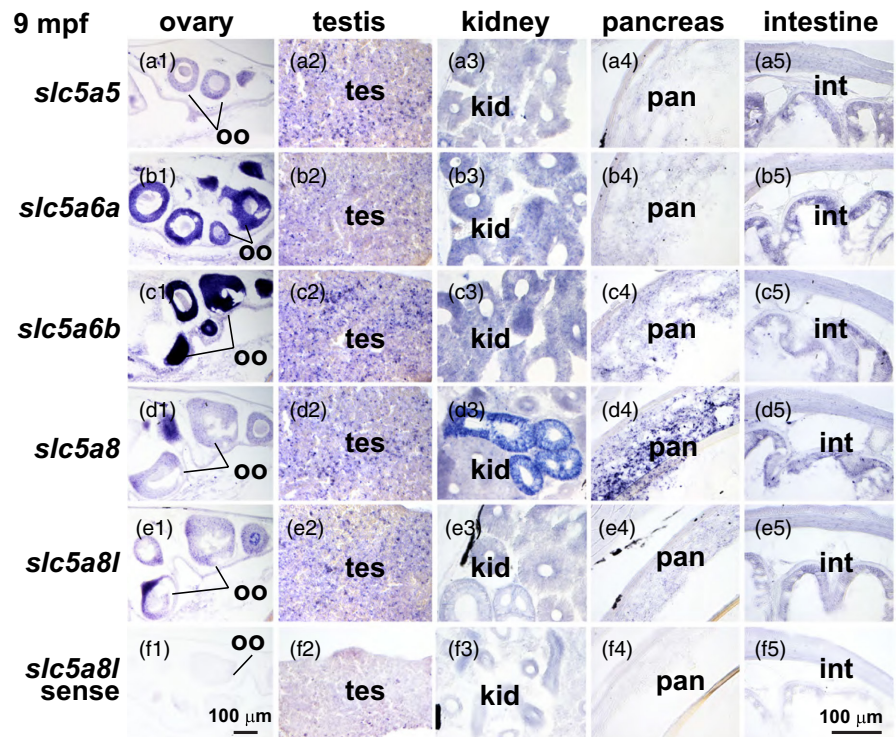 9 mpf ovary testis kidney pancreas intestine
slc5a5 (a1) oo (a2) tes (a3) kid (a4) pan (a5) int
slc5a6a (b1) oo (b2) tes (b3) kid (b4) pan (b5) int
slc5a6b (c1) oo (c2) tes (c3) kid (c4) pan (c5) int
slc5a8 (d1) oo (d2) tes (d3) kid (d4) pan (d5) int
slc5a8l (e1) oo (e2) tes (e3) kid (e4) pan (e5) int
slc5a8l (f1) oo (f2) tes (f3) kid (f4) pan (f5) int
sense
100 μm 100 μm